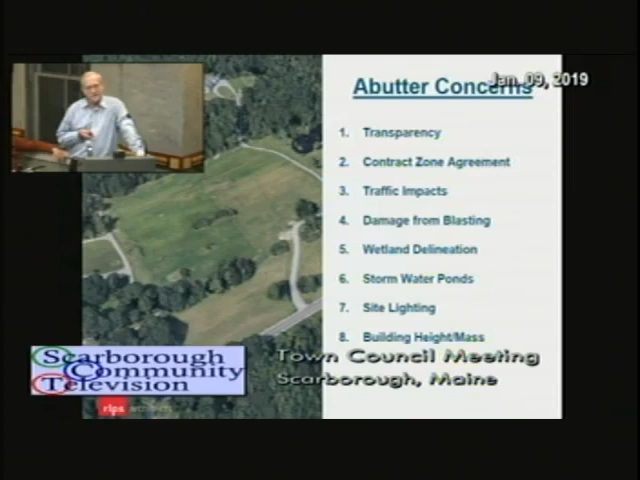 Abutter Concerns
Jan. 09, 2019
1. Transparency
2. Contract Zone Agreement
3. Traffic Impacts
4. Damage from Blasting
5. Wetland Delineation
6. Storm Water Ponds
7. Site Lighting
8. Building Height/Mass
Town Council Meeting
Scarborough, Maine
Scarborough
Community
Television
rlps